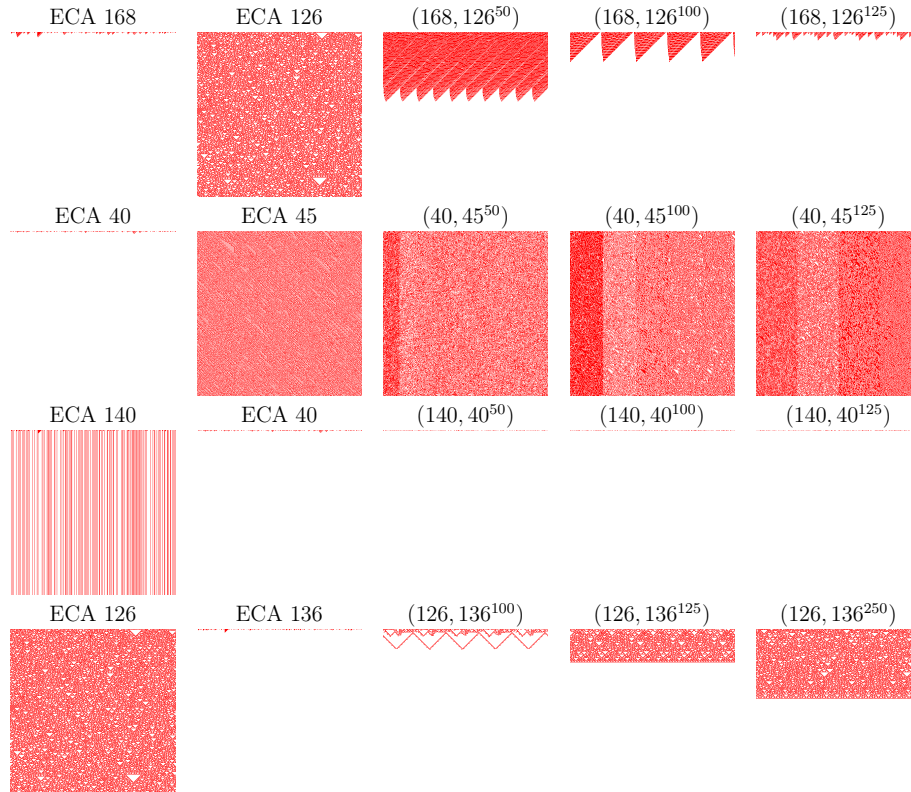 ECA 168 ECA 126 (168, 126^50) (168, 126^100) (168, 126^125)
ECA 40 ECA 45 (40, 45^50) (40, 45^100) (40, 45^125)
ECA 140 ECA 40 (140, 40^50) (140, 40^100) (140, 40^125)
ECA 126 ECA 136 (126, 136^100) (126, 136^125) (126, 136^250)